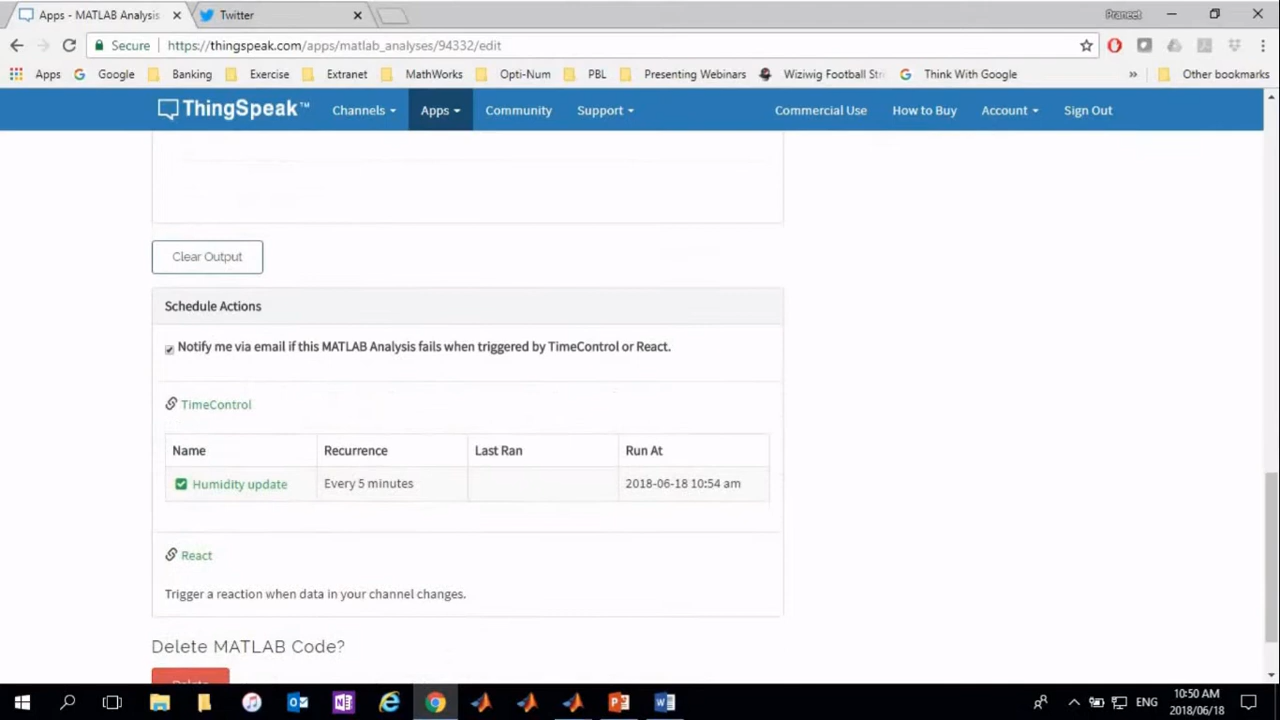 Apps - MATLAB Analysis
Twitter
Praneet
Secure
https://thingspeak.com/apps/matlab_analyses/94332/edit
Apps
Google
Banking
Exercise
Extranet
MathWorks
Opti-Num
PBL
Presenting Webinars
Wiziwig Football Str
Think With Google
»
Other bookmarks
ThingSpeak™
Channels
Apps
Community
Support
Commercial Use
How to Buy
Account
Sign Out
Clear Output
Schedule Actions
Notify me via email if this MATLAB Analysis fails when triggered by TimeControl or React.
TimeControl
Name Recurrence Last Ran Run At
Humidity update Every 5 minutes 2018-06-18 10:54 am
React
Trigger a reaction when data in your channel changes.
Delete MATLAB Code?
Delete
ENG
10:50 AM
2018/06/18